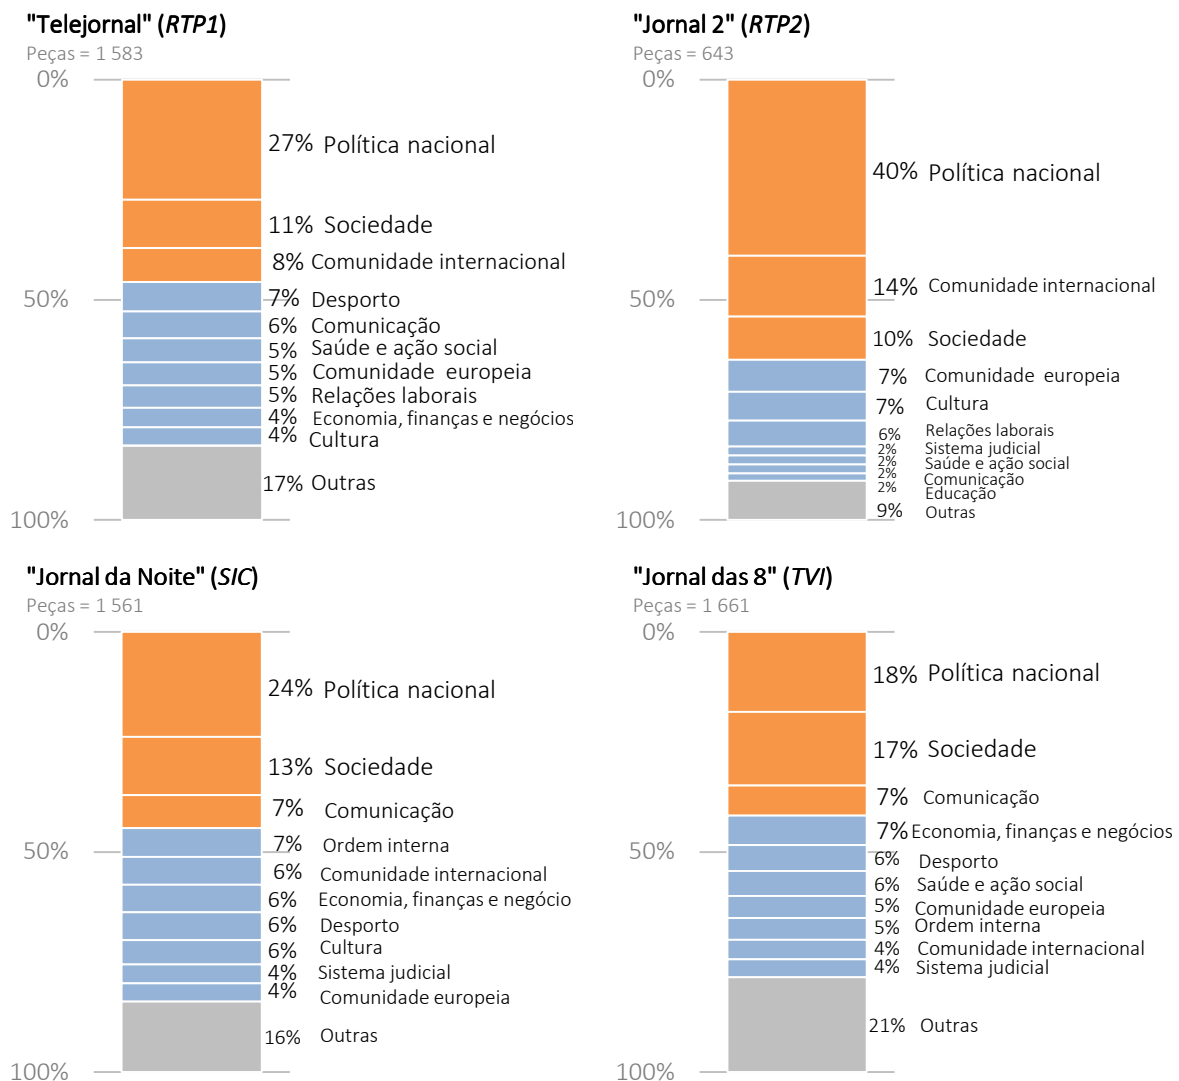 "Telejornal" (RTP1)
Peças = 1 583
0%
50%
100%
27% Política nacional
11% Sociedade
8% Comunidade internacional
7% Desporto
6% Comunicação
5% Saúde e ação social
5% Comunidade europeia
5% Relações laborais
4% Economia, finanças e negócios
4% Cultura
17% Outras
"Jornal 2" (RTP2)
Peças = 643
0%
50%
100%
40% Política nacional
14% Comunidade internacional
10% Sociedade
7% Comunidade europeia
7% Cultura
6% Relações laborais
2% Sistema judicial
2% Saúde e ação social
2% Comunicação
2% Educação
9% Outras
"Jornal da Noite" (SIC)
Peças = 1 561
0%
50%
100%
24% Política nacional
13% Sociedade
7% Comunicação
7% Ordem interna
6% Comunidade internacional
6% Economia, finanças e negócio
6% Desporto
6% Cultura
4% Sistema judicial
4% Comunidade europeia
16% Outras
"Jornal das 8" (TVI)
Peças = 1 661
0%
50%
100%
18% Política nacional
17% Sociedade
7% Comunicação
7% Economia, finanças e negócios
6% Desporto
6% Saúde e ação social
5% Comunidade europeia
5% Ordem interna
4% Comunidade internacional
4% Sistema judicial
21% Outras